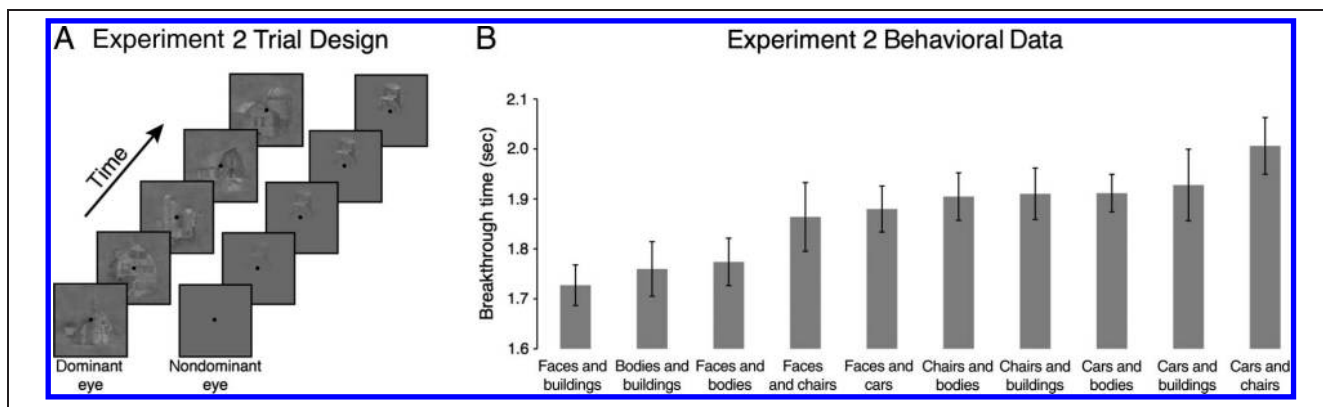 A Experiment 2 Trial Design
Time
Dominant
eye
Nondominant
eye
B Experiment 2 Behavioral Data
Breakthrough time (sec)
2.1
2.0
1.9
1.8
1.7
1.6
Faces and
buildings
Bodies and
buildings
Faces and
bodies
Faces
and chairs
Faces and
cars
Chairs and
bodies
Chairs and
buildings
Cars and
bodies
Cars and
buildings
Cars and
chairs